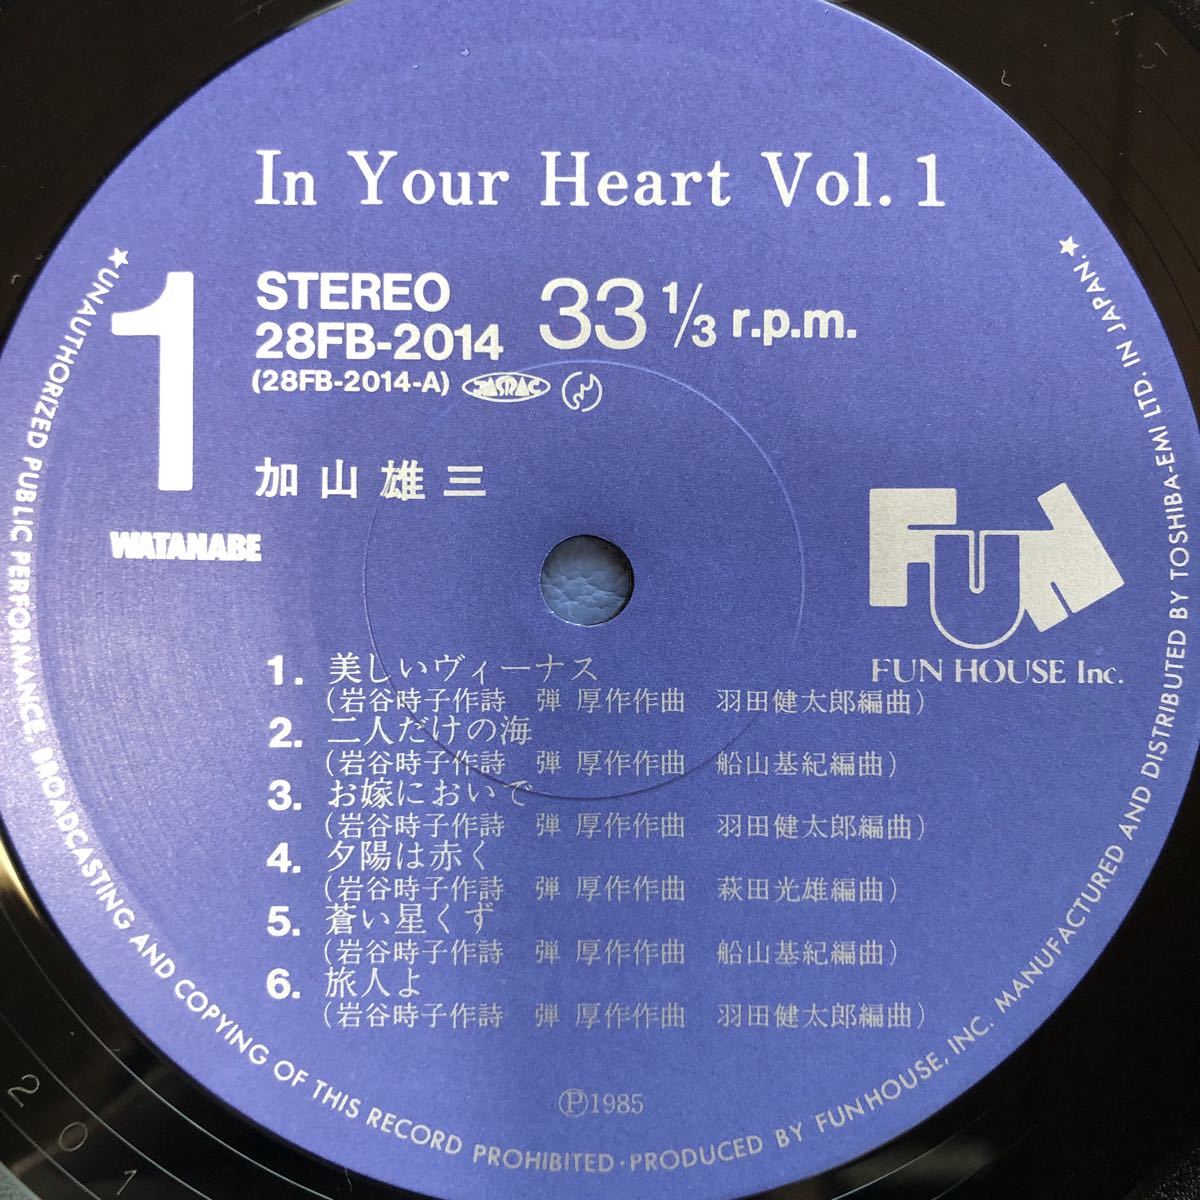 In Your Heart Vol. 1
1
STEREO
28FB-2014
(28FB-2014-A)
33 1/3 r.p.m.
JASRAC
加山雄三
WATANABE
FUN
FUN HOUSE Inc.
1. 美しいヴィーナス
(岩谷時子作詩 弾 厚作作曲 羽田健太郎編曲)
2. 二人だけの海
(岩谷時子作詩 弾 厚作作曲 船山基紀編曲)
3. お嫁においで
(岩谷時子作詩 弾 厚作作曲 羽田健太郎編曲)
4. 夕陽は赤く
(岩谷時子作詩 弾 厚作作曲 萩田光雄編曲)
5. 蒼い星くず
(岩谷時子作詩 弾 厚作作曲 船山基紀編曲)
6. 旅人よ
(岩谷時子作詩 弾 厚作作曲 羽田健太郎編曲)
Ⓟ1985
★UNAUTHORIZED PUBLIC PERFORMANCE BROADCASTING AND COPYING OF THIS RECORD PROHIBITED·PRODUCED BY FUN HOUSE, INC. MANUFACTURED AND DISTRIBUTED BY TOSHIBA-EMI LTD. IN JAPAN.★
201